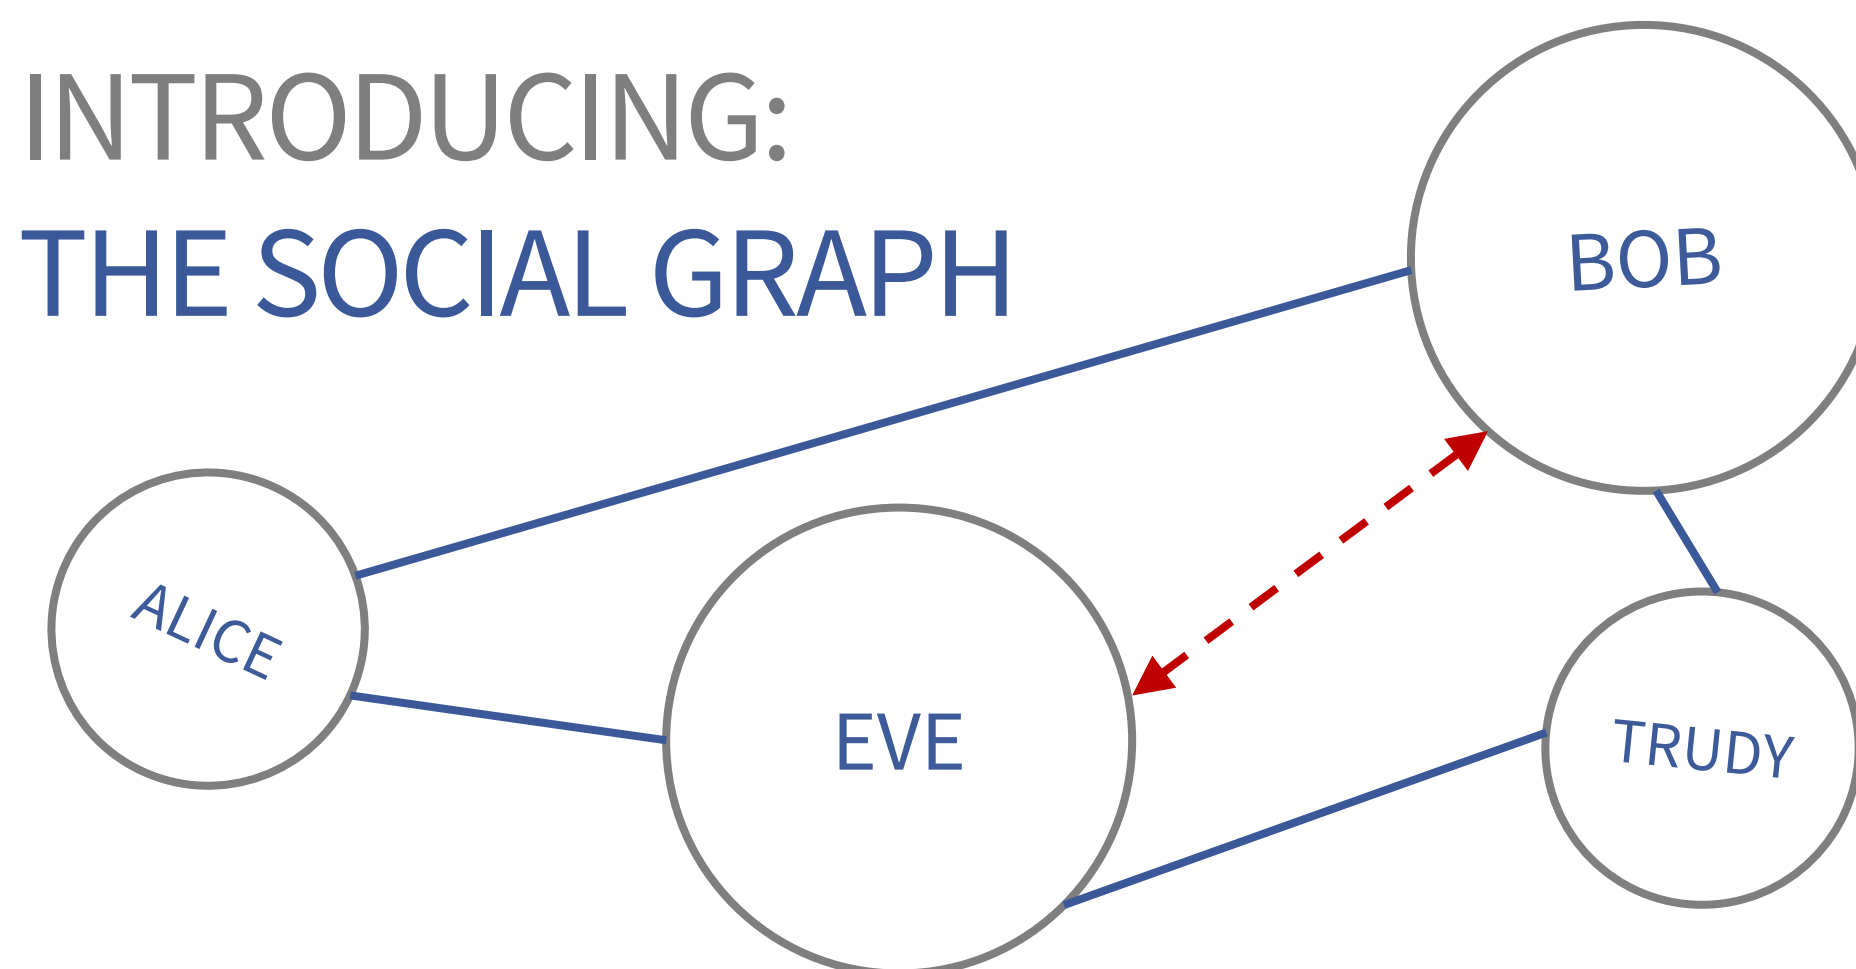 INTRODUCING:
THE SOCIAL GRAPH
BOB
ALICE
EVE
TRUDY